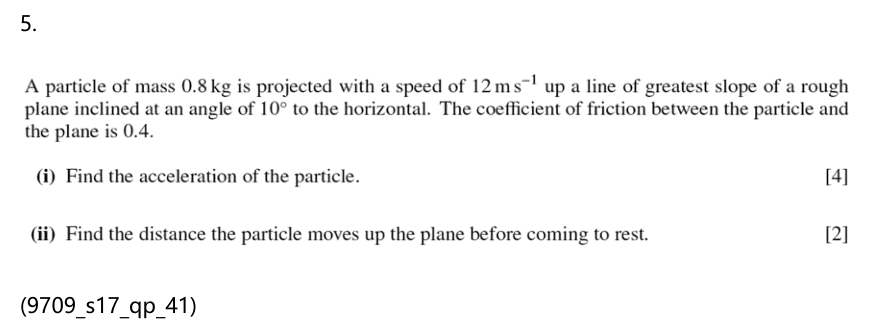 5.
A particle of mass 0.8 kg is projected with a speed of 12 m s⁻¹ up a line of greatest slope of a rough
plane inclined at an angle of 10° to the horizontal. The coefficient of friction between the particle and
the plane is 0.4.
(i) Find the acceleration of the particle. [4]
(ii) Find the distance the particle moves up the plane before coming to rest. [2]
(9709_s17_qp_41)